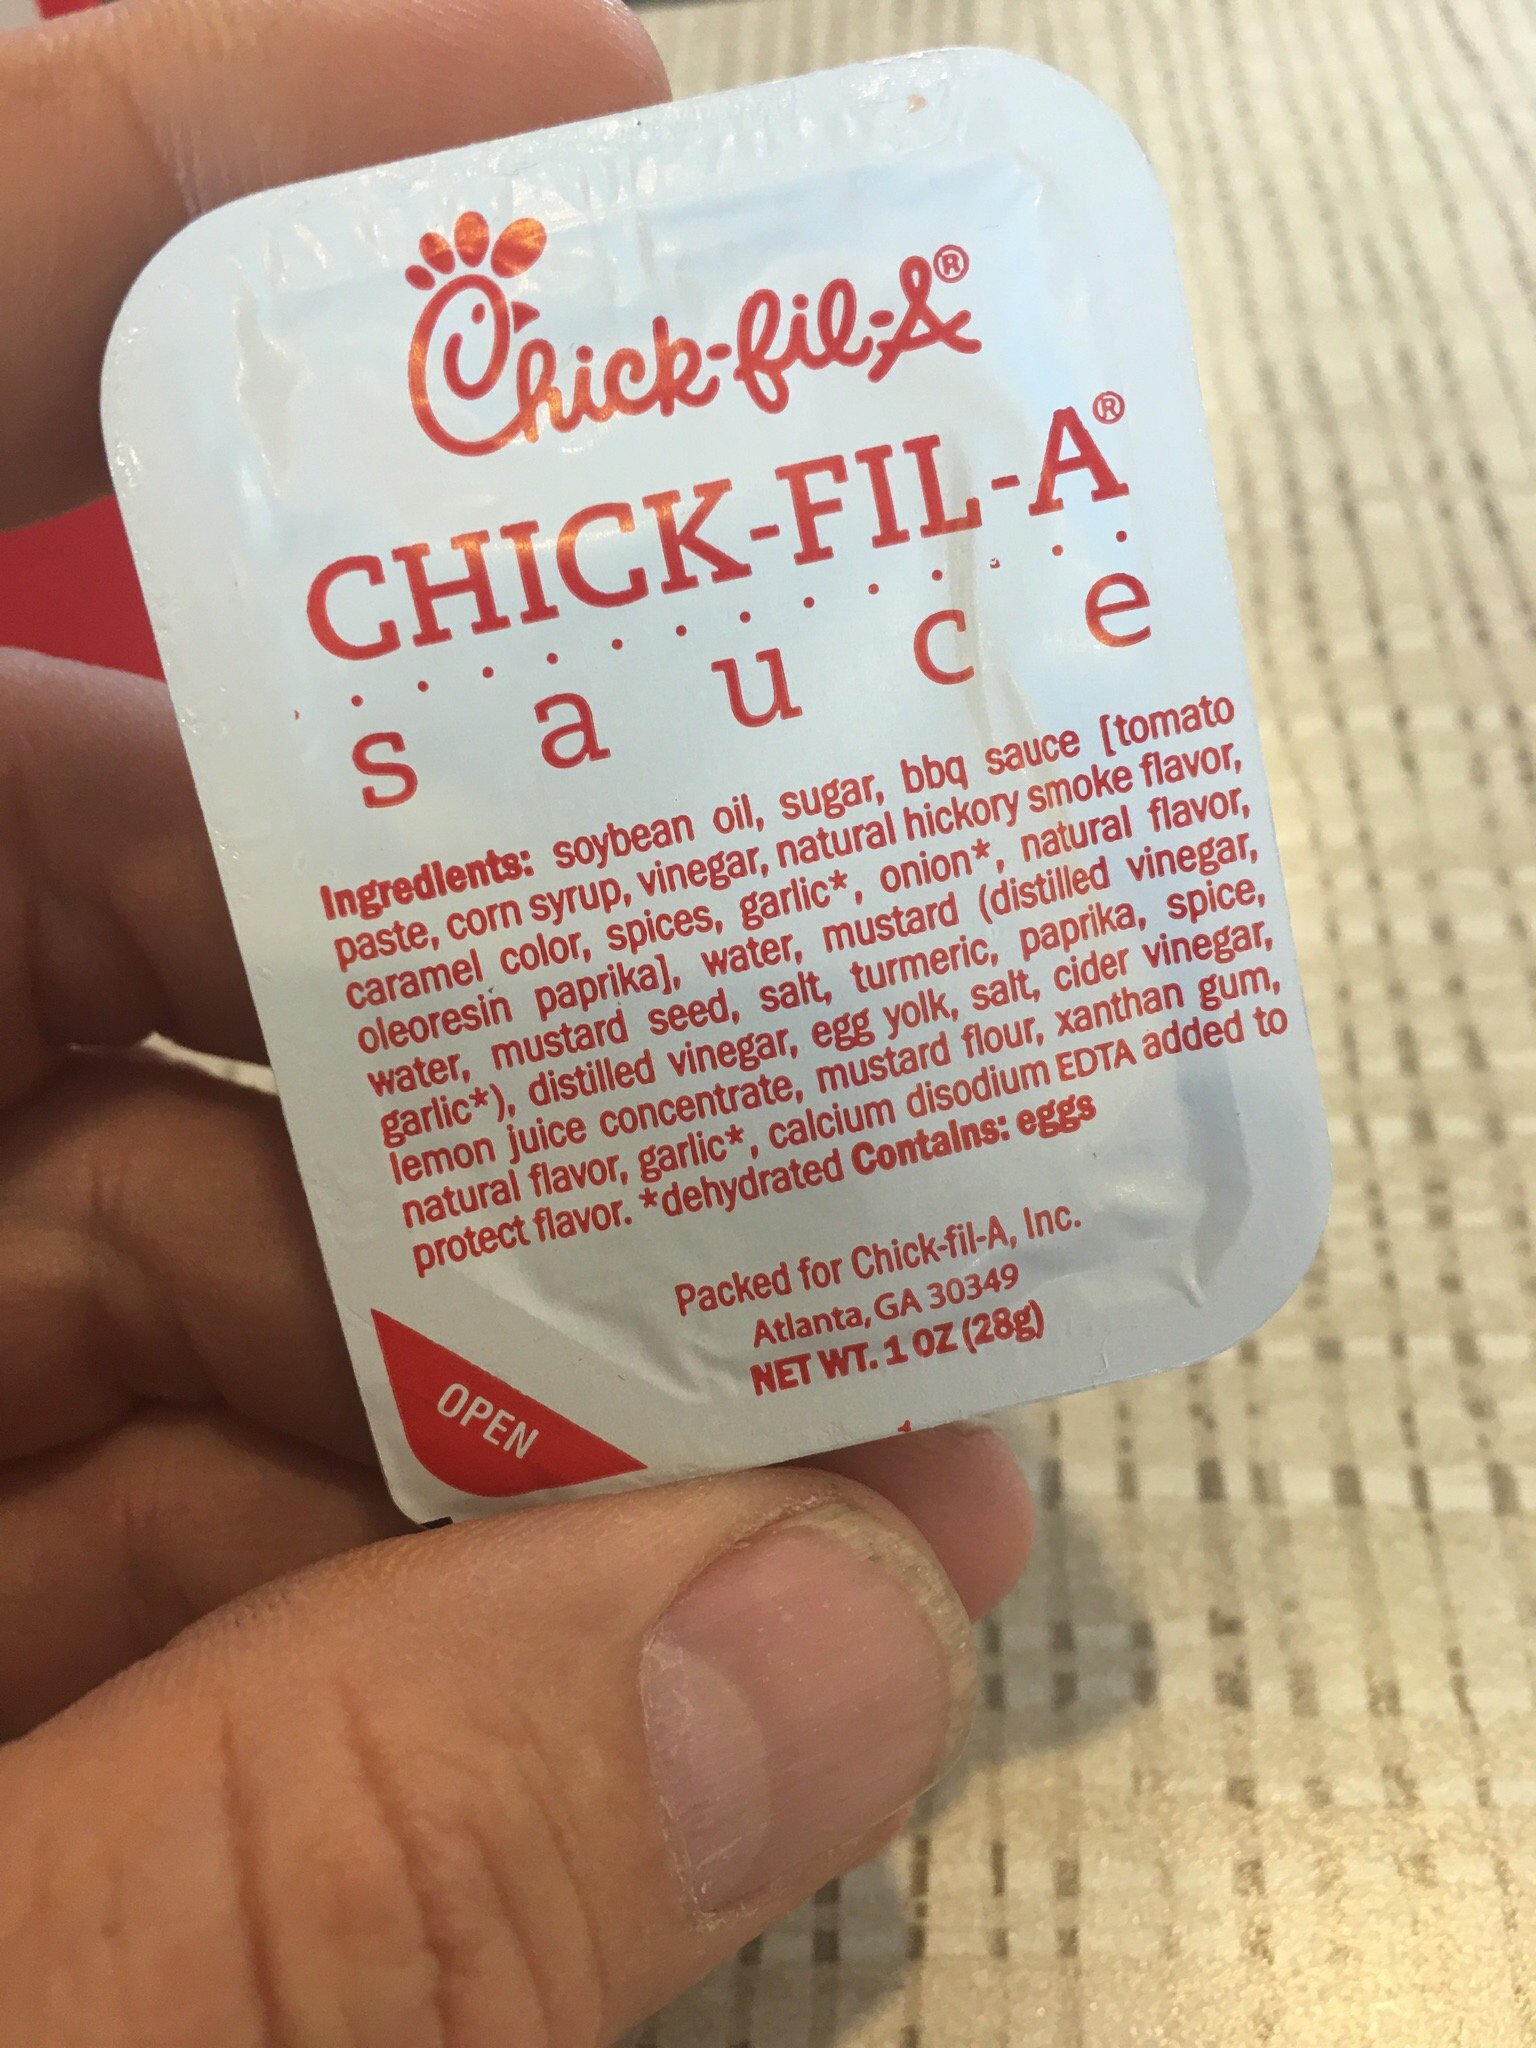 Chick-fil-A®
CHICK-FIL-A®
sauce
Ingredients: soybean oil, sugar, bbq sauce [tomato
paste, corn syrup, vinegar, natural hickory smoke flavor,
caramel color, spices, garlic*, onion*, natural flavor,
oleoresin paprika], water, mustard (distilled vinegar,
water, mustard seed, salt, turmeric, paprika, spice,
garlic*), distilled vinegar, egg yolk, salt, cider vinegar,
lemon juice concentrate, mustard flour, xanthan gum,
natural flavor, garlic*, calcium disodium EDTA added to
protect flavor. *dehydrated Contains: eggs
Packed for Chick-fil-A, Inc.
Atlanta, GA 30349
NET WT. 1 OZ (28g)
OPEN